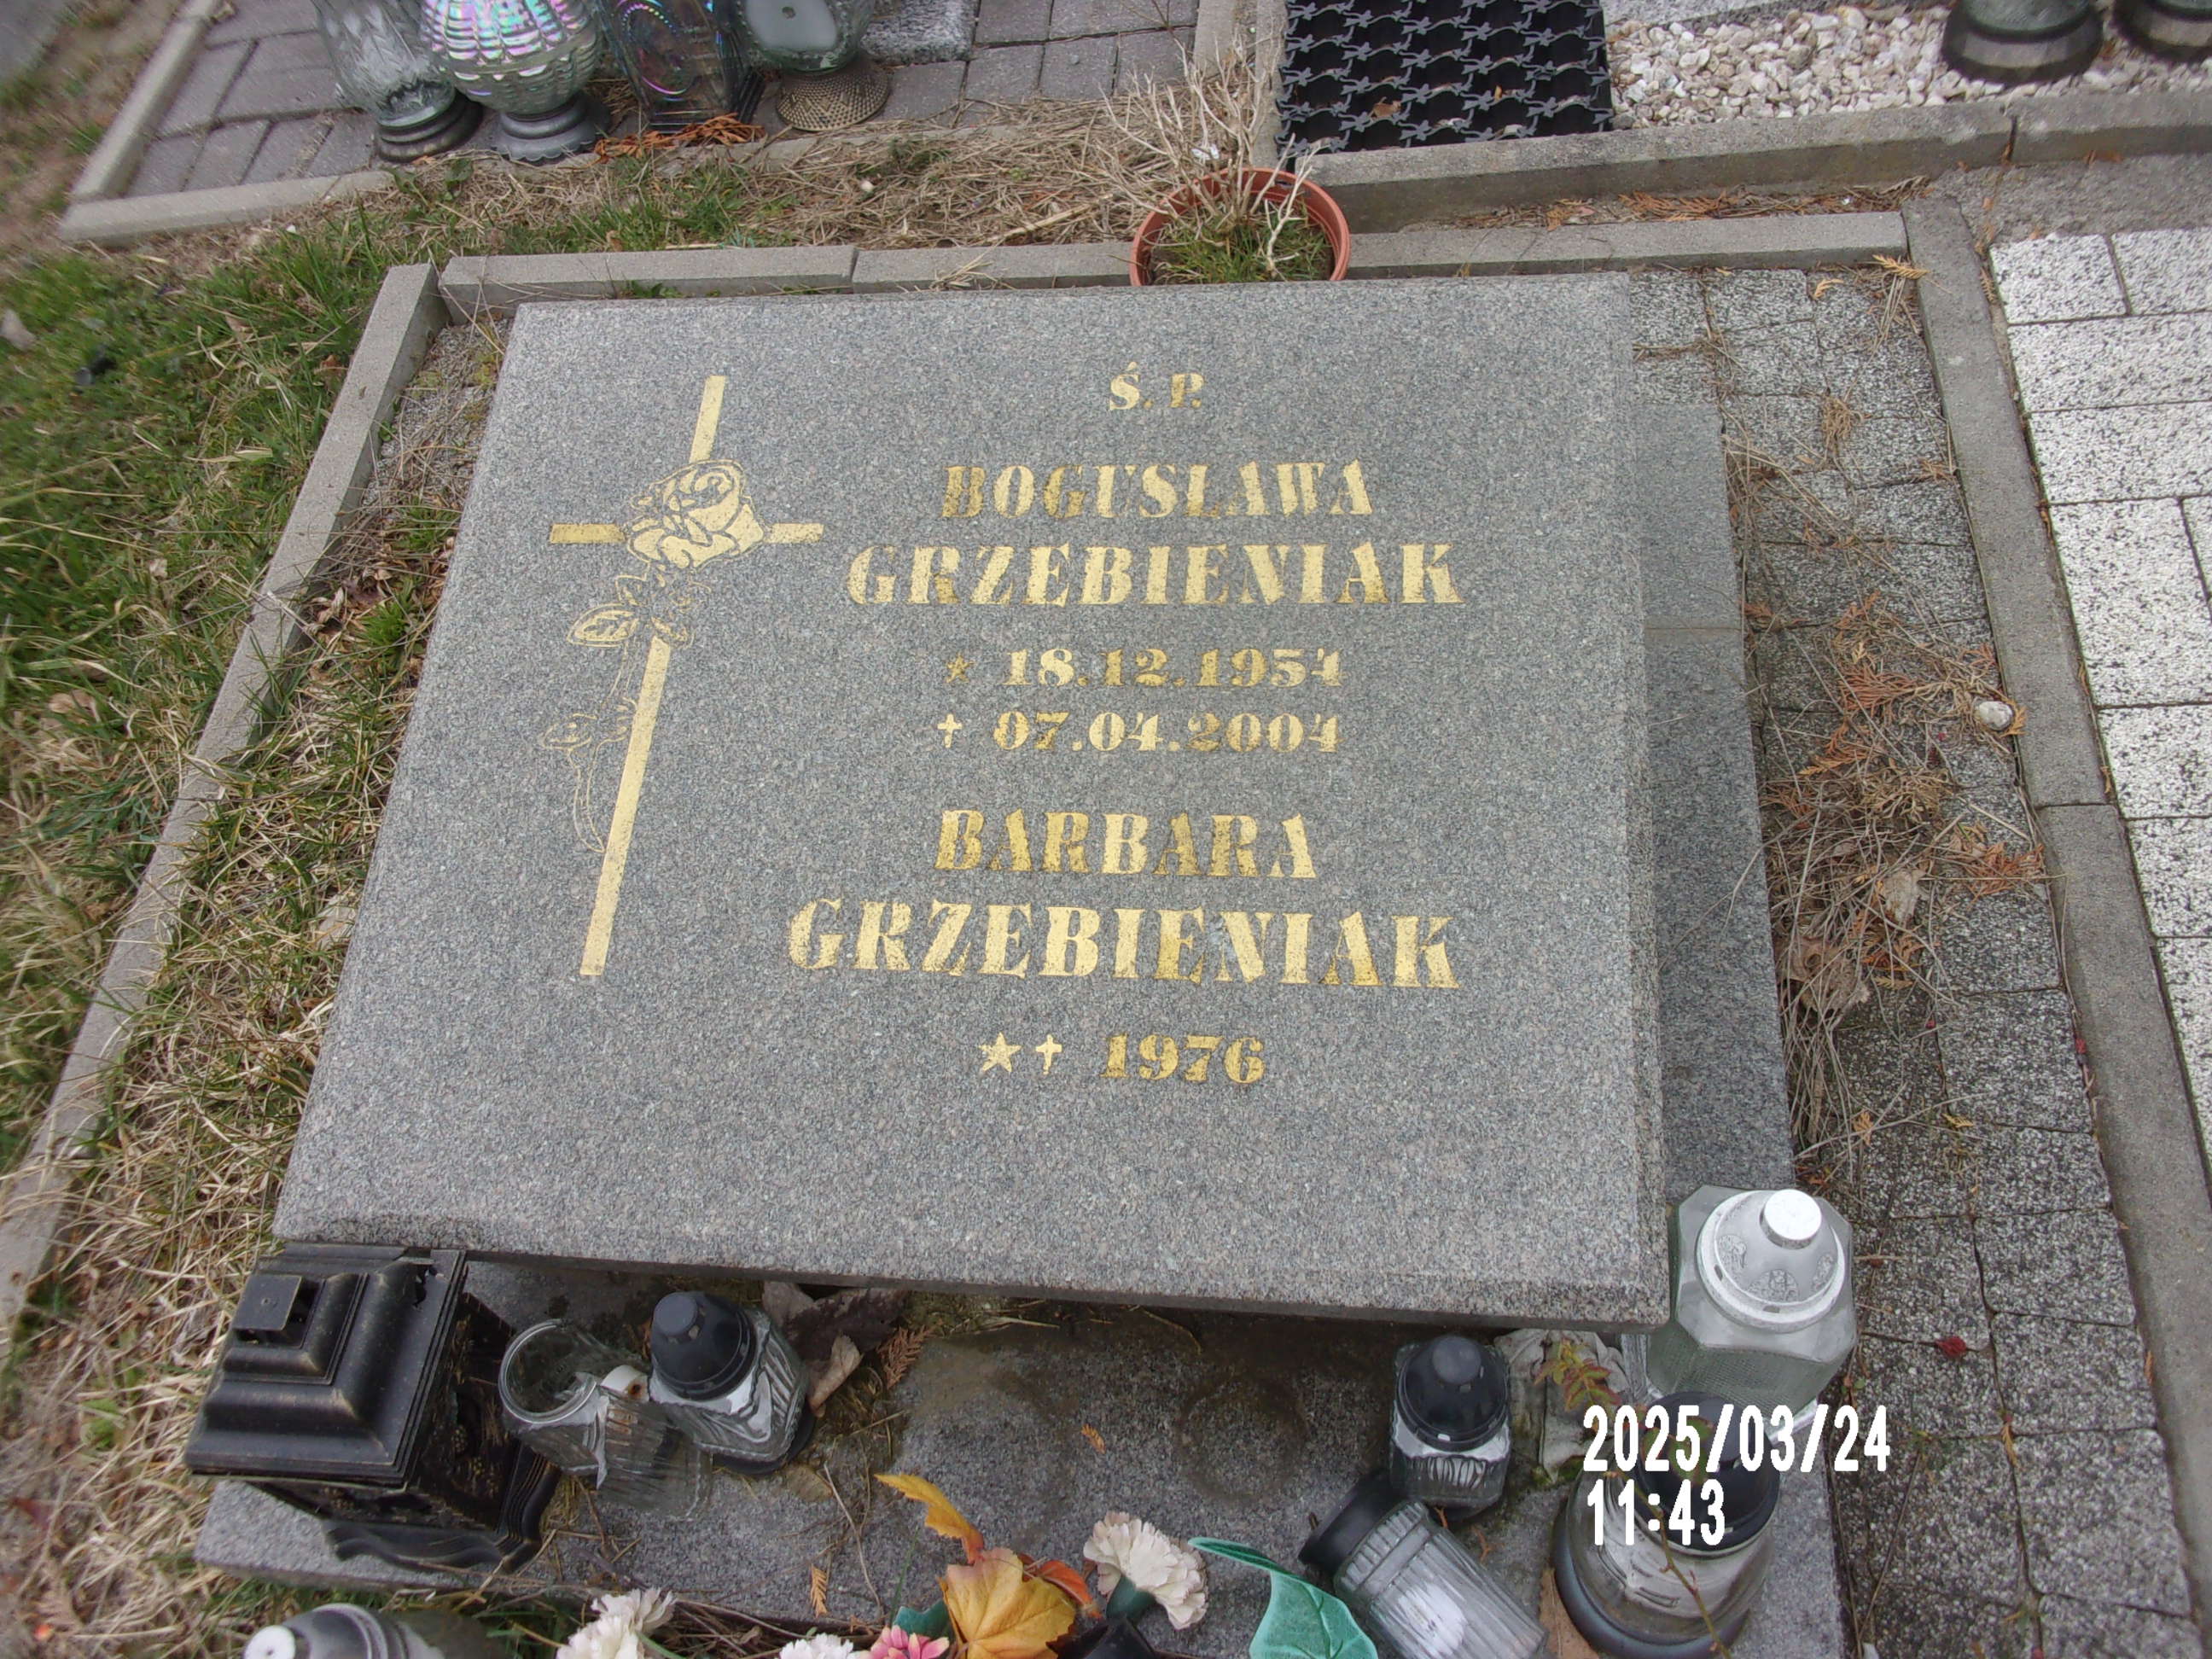 Ś. P.
BOGUSŁAWA
GRZEBIENIAK
★ 18.12.1954
✝ 07.04.2004
BARBARA
GRZEBIENIAK
★✝ 1976
2025/03/24
11:43